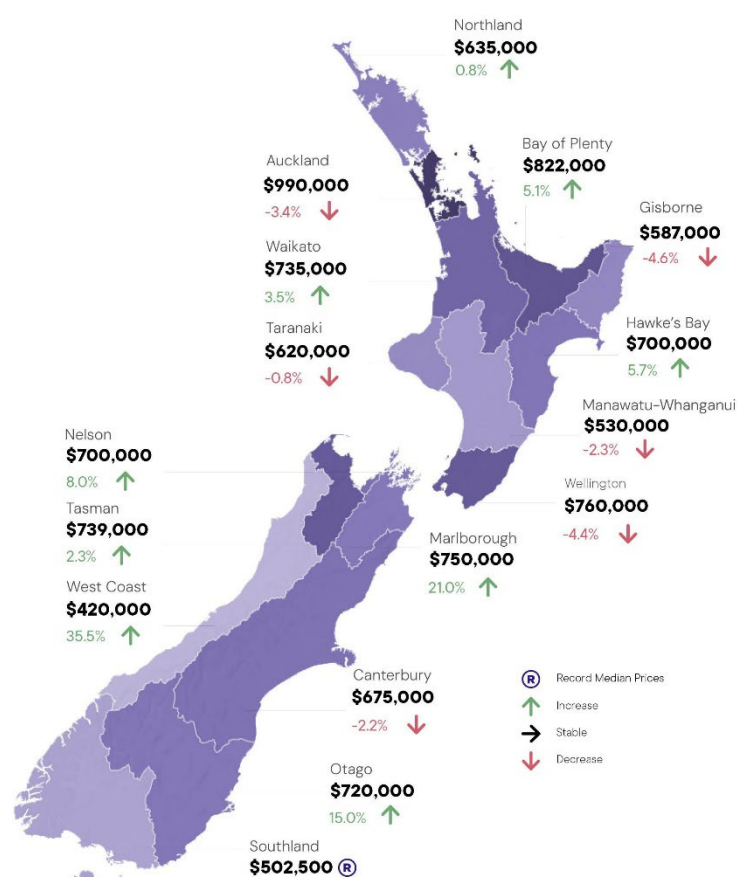 Northland
$635,000
0.8%
Bay of Plenty
$822,000
5.1%
Auckland
$990,000
-3.4%
Gisborne
$587,000
-4.6%
Waikato
$735,000
3.5%
Hawke's Bay
$700,000
5.7%
Taranaki
$620,000
-0.8%
Manawatu-Whanganui
$530,000
-2.3%
Nelson
$700,000
8.0%
Wellington
$760,000
-4.4%
Tasman
$739,000
2.3%
Marlborough
$750,000
21.0%
West Coast
$420,000
35.5%
Canterbury
$675,000
-2.2%
R Record Median Prices
Increase
Stable
Decrease
Otago
$720,000
15.0%
Southland
$502,500 R